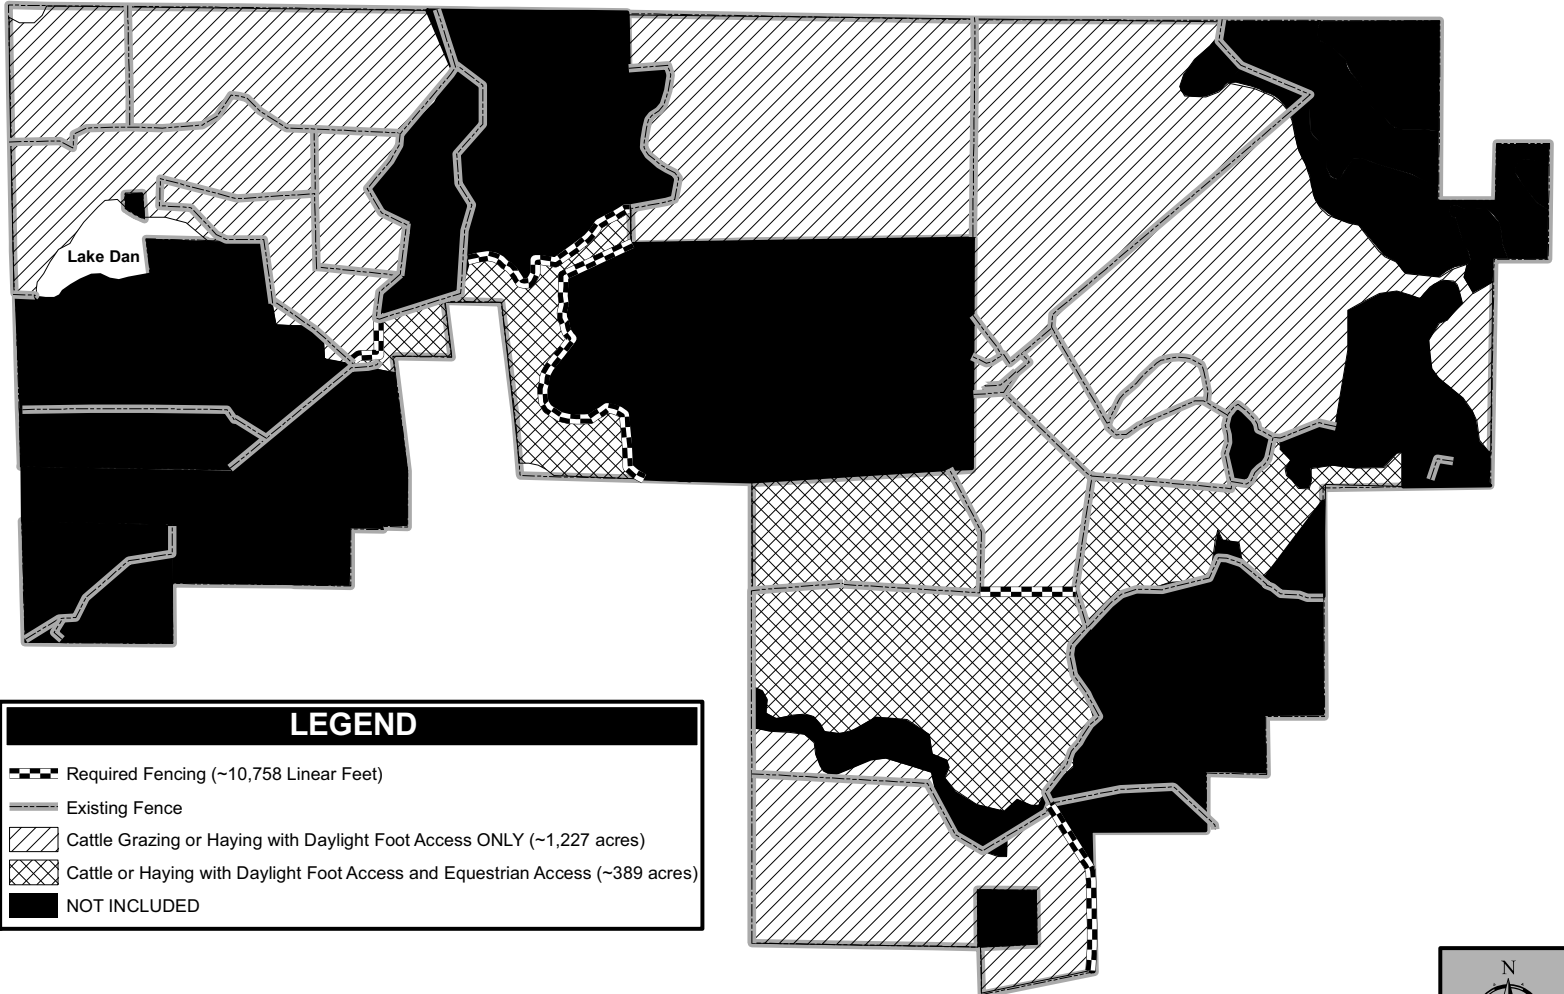 Lake Dan
LEGEND
Required Fencing (~10,758 Linear Feet)
Existing Fence
Cattle Grazing or Haying with Daylight Foot Access ONLY (~1,227 acres)
Cattle or Haying with Daylight Foot Access and Equestrian Access (~389 acres)
NOT INCLUDED
N